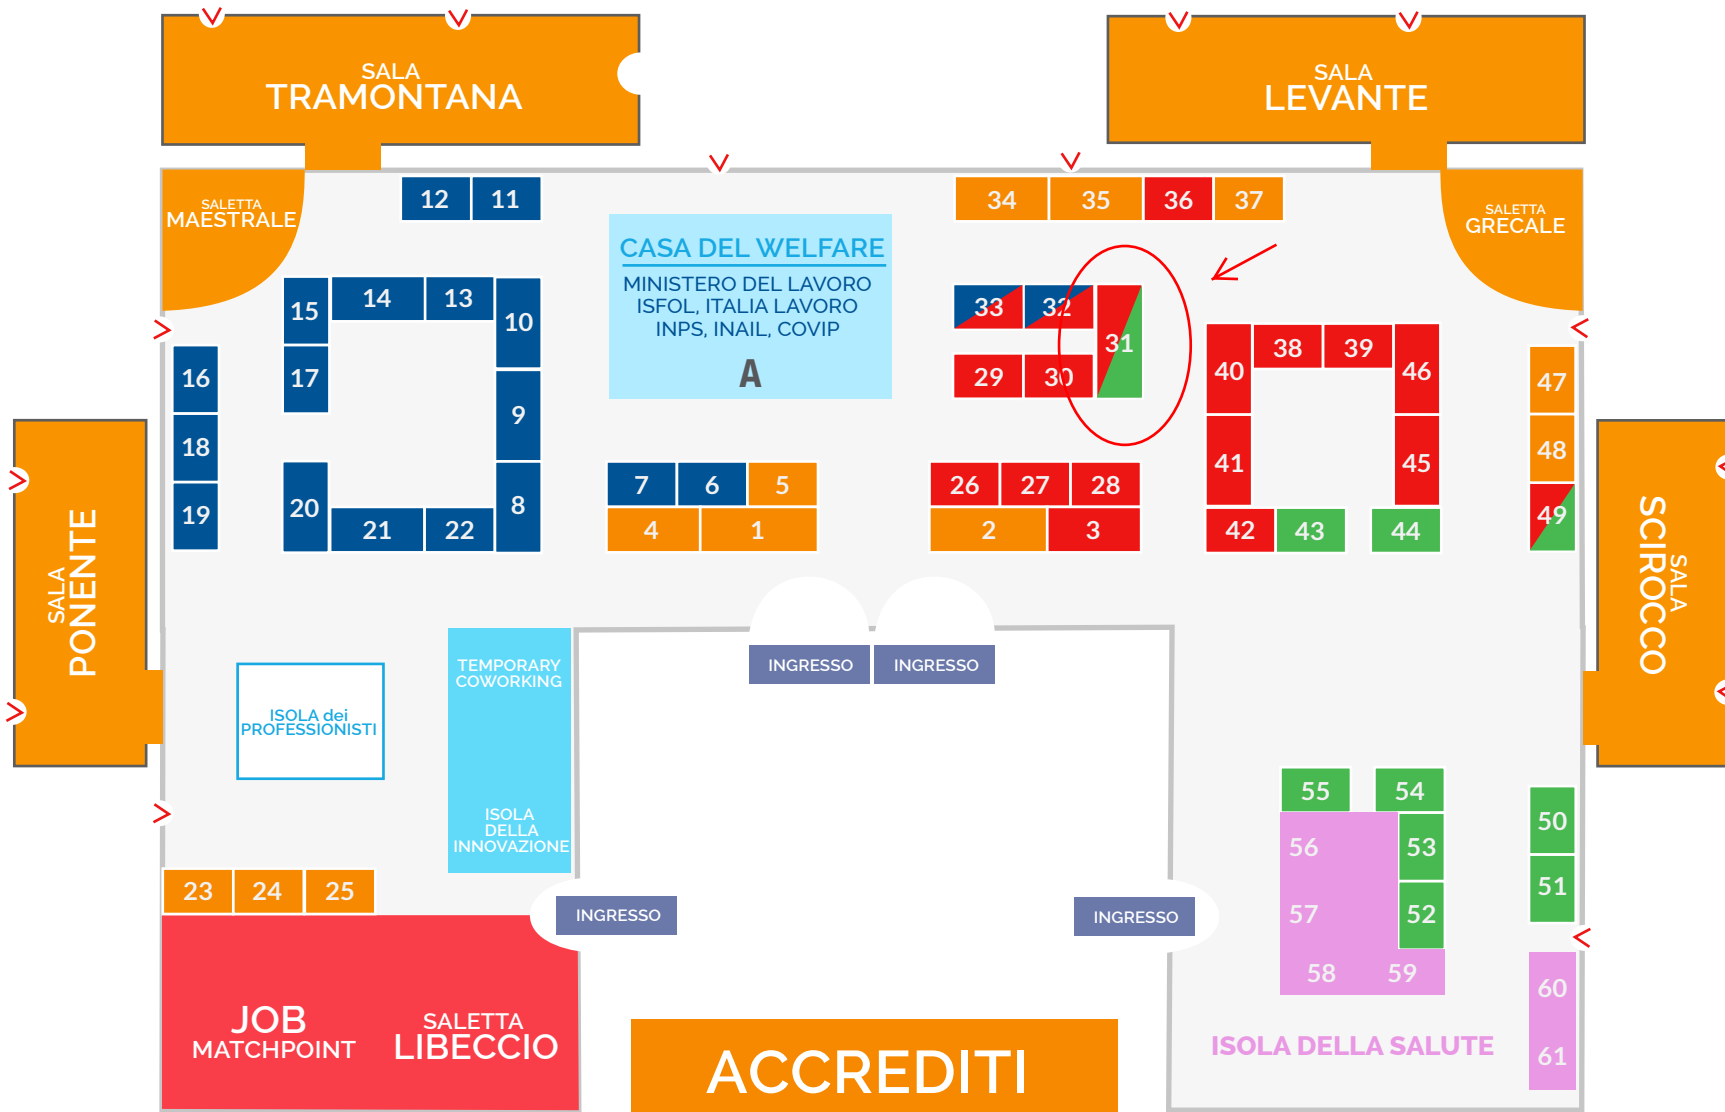 SALA
TRAMONTANA
SALA
LEVANTE
SALETTA
MAESTRALE
12 11
34 35 36 37
SALETTA
GRECALE
CASA DEL WELFARE
MINISTERO DEL LAVORO
ISFOL, ITALIA LAVORO
INPS, INAIL, COVIP
A
15 14 13 10
33 32 31
29 30
40 38 39 46
16 17 9
47
18
41 45
48
19
20 21 22 8
7 6 5
4 1
26 27 28
2 3
42 43 44
49
SALA
PONENTE
SALA
SCIROCCO
INGRESSO INGRESSO
TEMPORARY
COWORKING
ISOLA dei
PROFESSIONISTI
ISOLA
DELLA
INNOVAZIONE
55 54
56 53
57 52
58 59
50
51
23 24 25
INGRESSO
INGRESSO
60
61
JOB
MATCHPOINT
SALETTA
LIBECCIO
ACCREDITI
ISOLA DELLA SALUTE